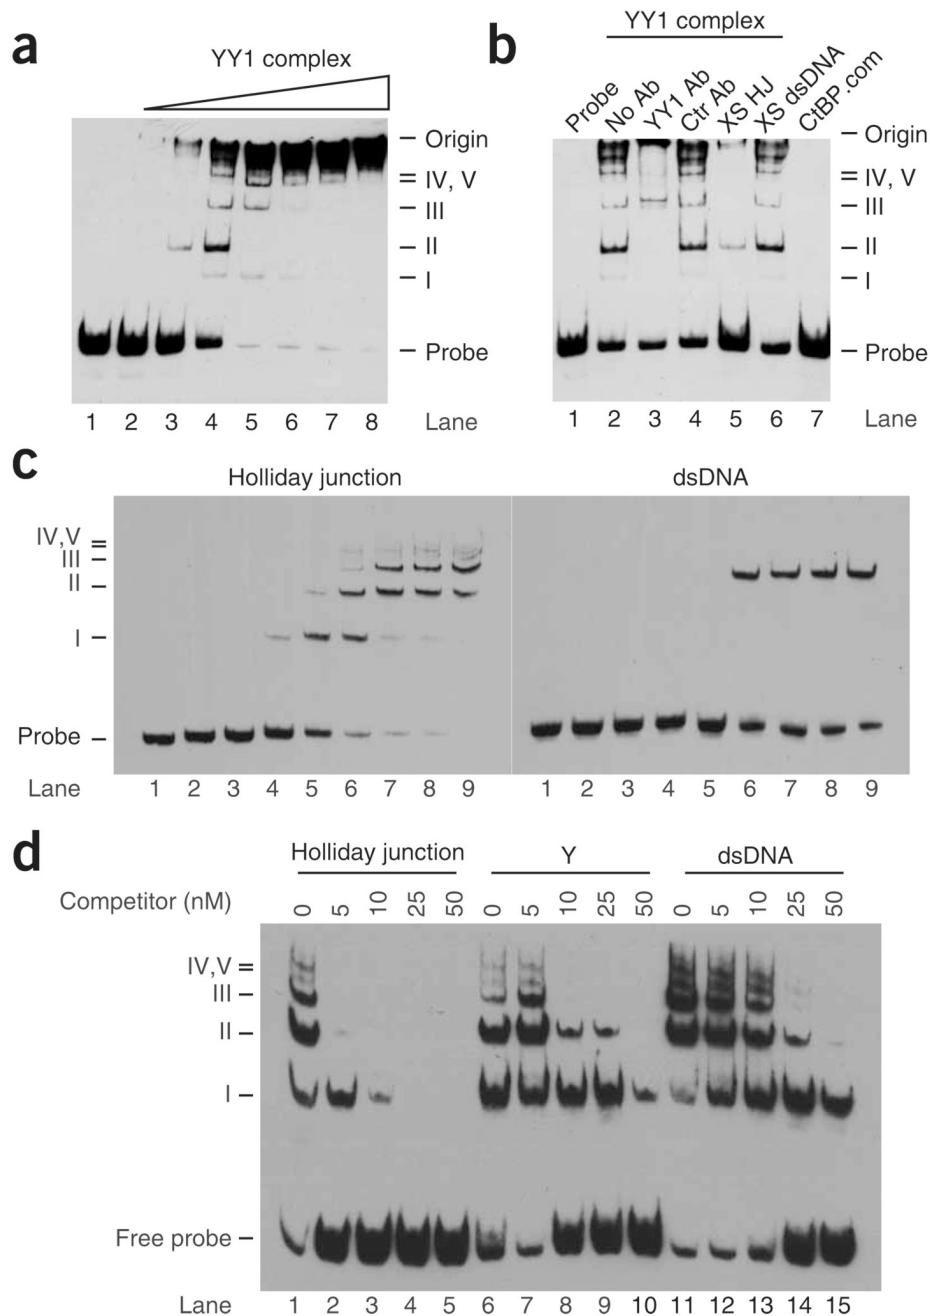 a
YY1 complex
Origin
IV, V
III
II
I
Probe
1 2 3 4 5 6 7 8 Lane
b
YY1 complex
Probe No Ab YY1 Ab Ctr Ab XS HJ XS dsDNA CtBP.com
Origin
IV, V
III
II
I
Probe
1 2 3 4 5 6 7 Lane
c
Holliday junction dsDNA
IV,V
III
II
I
Probe
Lane 1 2 3 4 5 6 7 8 9 1 2 3 4 5 6 7 8 9
d
Holliday junction Y dsDNA
Competitor (nM) 0 5 10 25 50 0 5 10 25 50 0 5 10 25 50
IV,V
III
II
I
Free probe
Lane 1 2 3 4 5 6 7 8 9 10 11 12 13 14 15